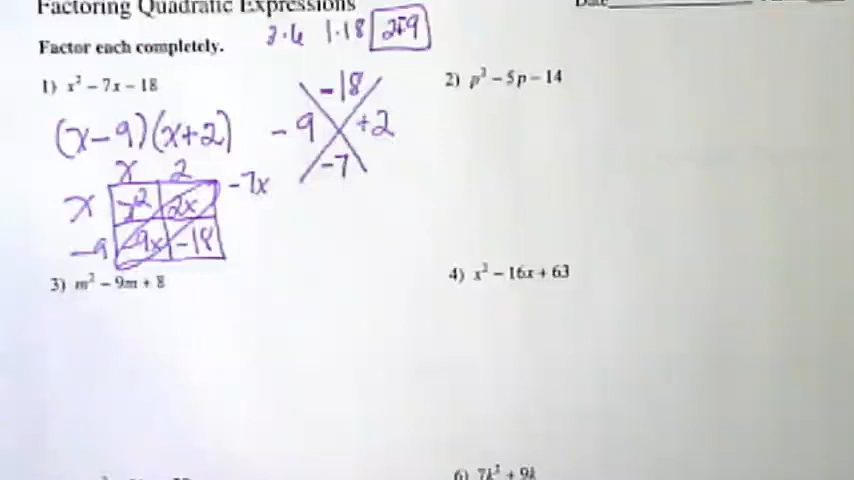 Factoring Quadratic Expressions
Date
Factor each completely.
3·6 1·18 2·9
1) x² − 7x − 18
2) p² − 5p − 14
(x − 9)(x + 2)
−18
−9 +2
−7
x 2
x x² 2x −7x
−9 −9x −18
3) m² − 9m + 8
4) x² − 16x + 63
6) 7k² + 9k